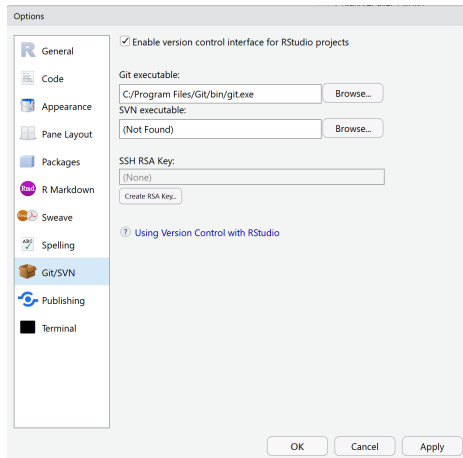 Options
R General
Code
Appearance
Pane Layout
Packages
Rmd R Markdown
Sweave
ABC Spelling
Git/SVN
Publishing
Terminal
Enable version control interface for RStudio projects
Git executable:
C:/Program Files/Git/bin/git.exe Browse...
SVN executable:
(Not Found) Browse...
SSH RSA Key:
(None)
Create RSA Key..
? Using Version Control with RStudio
OK Cancel Apply